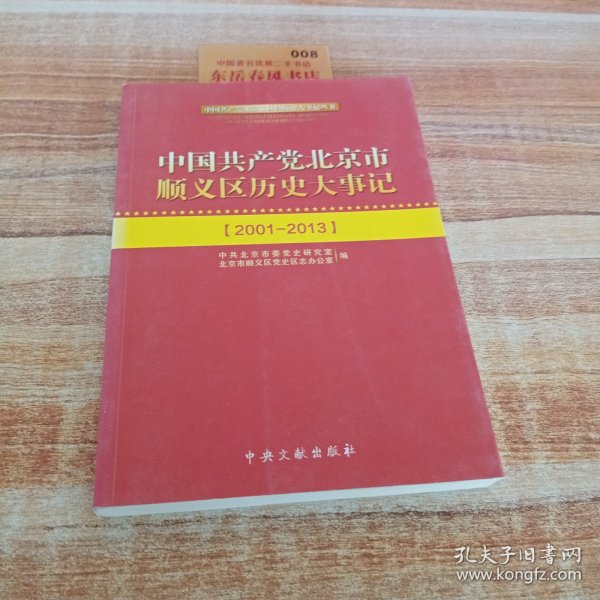 008
中国著名优质二手书店
东岳春风书店
中国共产党北京市
顺义区历史大事记
【2001-2013】
中共北京市委党史研究室
北京市顺义区党史区志办公室
编
中央文献出版社
孔夫子旧书网
www.kongfz.com